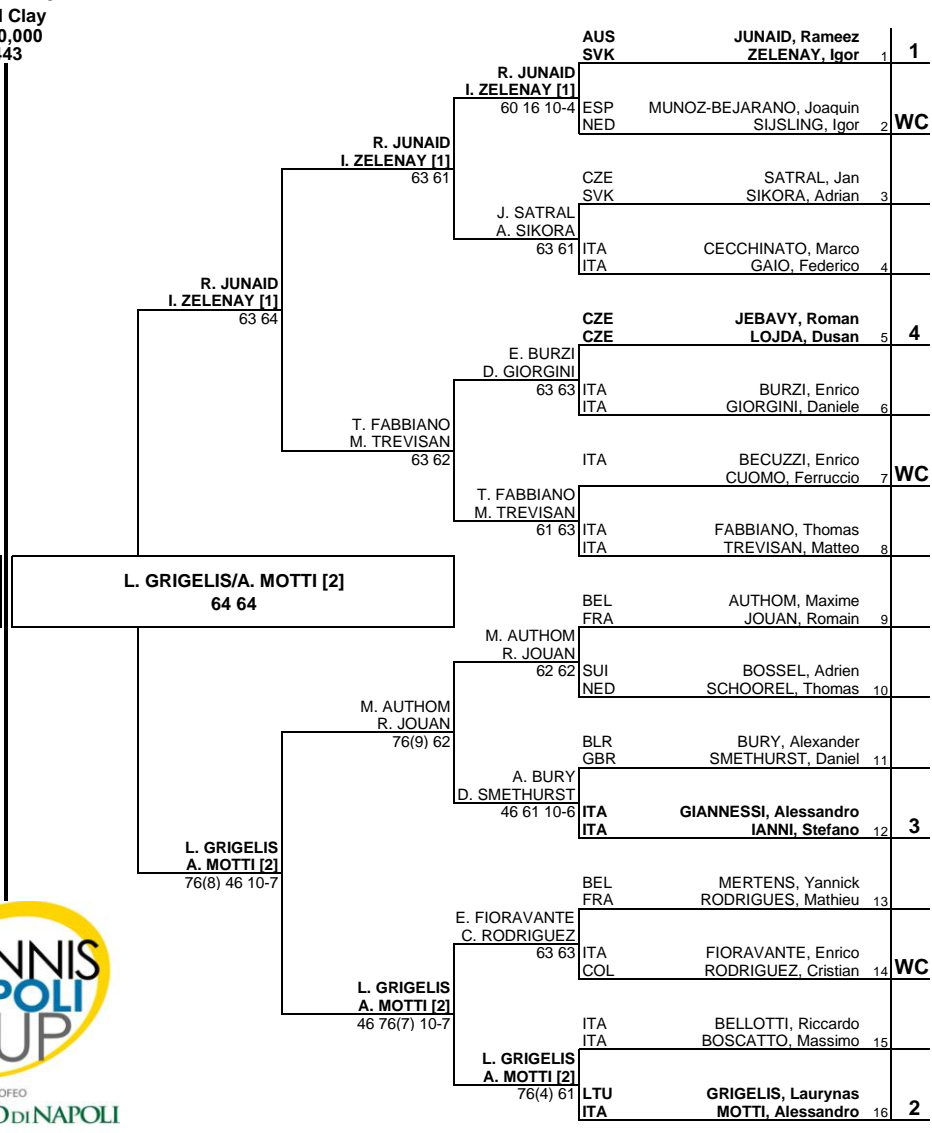 l Clay
0,000
443
AUS JUNAID, Rameez
SVK ZELENAY, Igor 1 1
R. JUNAID
I. ZELENAY [1]
60 16 10-4
ESP MUNOZ-BEJARANO, Joaquin
NED SIJSLING, Igor 2 WC
R. JUNAID
I. ZELENAY [1]
63 61
CZE SATRAL, Jan
SVK SIKORA, Adrian 3
J. SATRAL
A. SIKORA
63 61
ITA CECCHINATO, Marco
ITA GAIO, Federico 4
R. JUNAID
I. ZELENAY [1]
63 64
CZE JEBAVY, Roman
CZE LOJDA, Dusan 5 4
E. BURZI
D. GIORGINI
63 63
ITA BURZI, Enrico
ITA GIORGINI, Daniele 6
T. FABBIANO
M. TREVISAN
63 62
ITA BECUZZI, Enrico
CUOMO, Ferruccio 7 WC
T. FABBIANO
M. TREVISAN
61 63
ITA FABBIANO, Thomas
ITA TREVISAN, Matteo 8
L. GRIGELIS/A. MOTTI [2]
64 64
BEL AUTHOM, Maxime
FRA JOUAN, Romain 9
M. AUTHOM
R. JOUAN
62 62
SUI BOSSEL, Adrien
NED SCHOOREL, Thomas 10
M. AUTHOM
R. JOUAN
76(9) 62
BLR BURY, Alexander
GBR SMETHURST, Daniel 11
A. BURY
D. SMETHURST
46 61 10-6
ITA GIANNESSI, Alessandro
ITA IANNI, Stefano 12 3
L. GRIGELIS
A. MOTTI [2]
76(8) 46 10-7
BEL MERTENS, Yannick
FRA RODRIGUES, Mathieu 13
E. FIORAVANTE
C. RODRIGUEZ
63 63
ITA FIORAVANTE, Enrico
COL RODRIGUEZ, Cristian 14 WC
L. GRIGELIS
A. MOTTI [2]
46 76(7) 10-7
ITA BELLOTTI, Riccardo
ITA BOSCATTO, Massimo 15
L. GRIGELIS
A. MOTTI [2]
76(4) 61
LTU GRIGELIS, Laurynas
ITA MOTTI, Alessandro 16 2
NNIS
POLI
UP
OFEO
DI NAPOLI